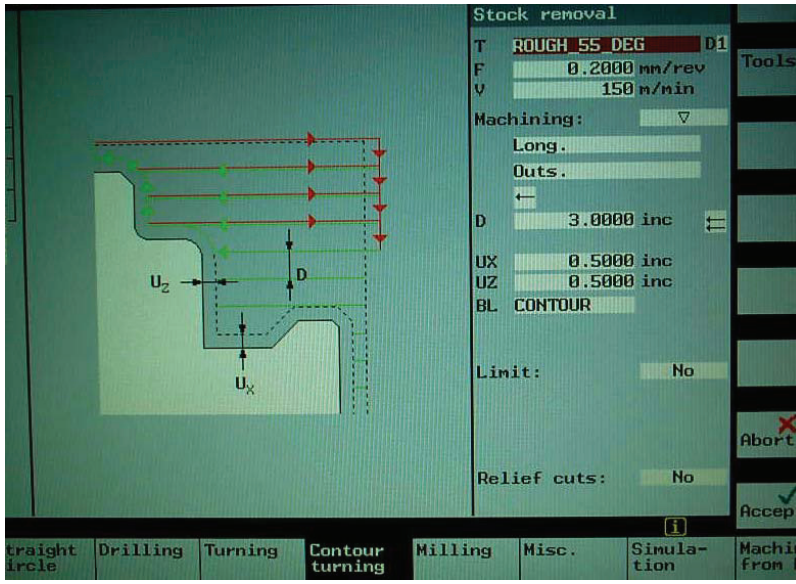 Stock removal
T ROUGH_55_DEG D1
F 0.2000 mm/rev
V 150 m/min
Machining: ▽
Long.
Outs.
←
D 3.0000 inc
UX 0.5000 inc
UZ 0.5000 inc
BL CONTOUR
Limit: No
Relief cuts: No
UZ
D
UX
Tools
Abort
Accep
i
traight
ircle
Drilling
Turning
Contour
turning
Milling
Misc.
Simula-
tion
Machi
from